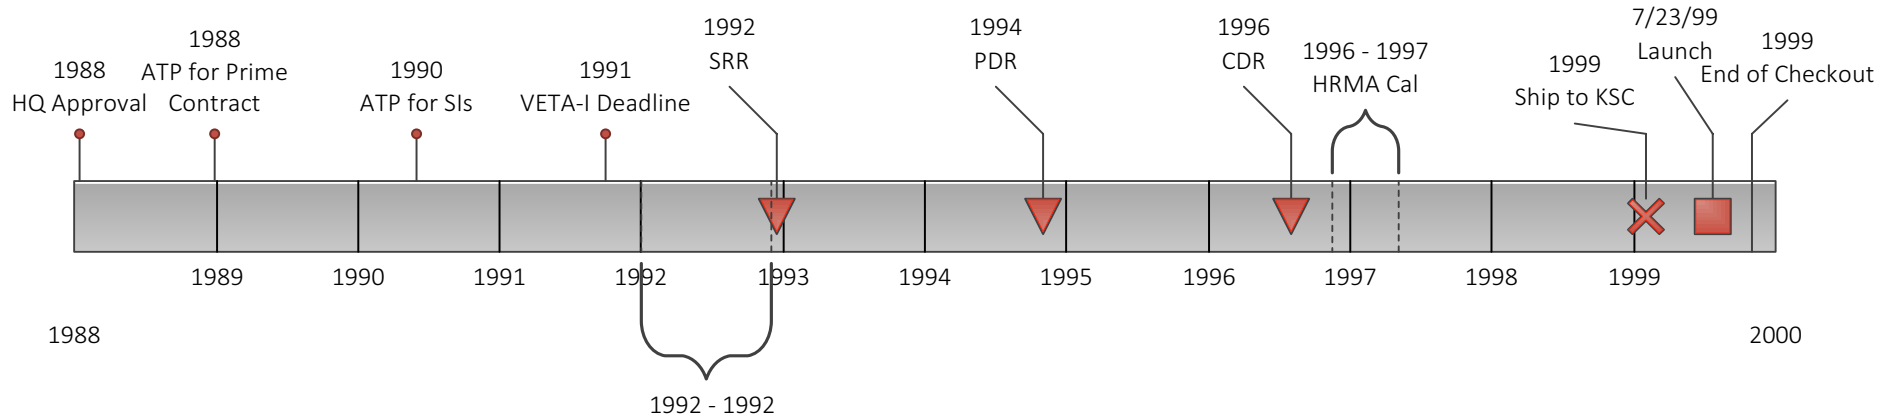 1988
HQ Approval
1988
ATP for Prime
Contract
1990
ATP for SIs
1991
VETA-I Deadline
1992
SRR
1994
PDR
1996
CDR
1996 - 1997
HRMA Cal
1999
Ship to KSC
7/23/99
Launch
1999
End of Checkout
1989
1990
1991
1992
1993
1994
1995
1996
1997
1998
1999
1988
2000
1992 - 1992